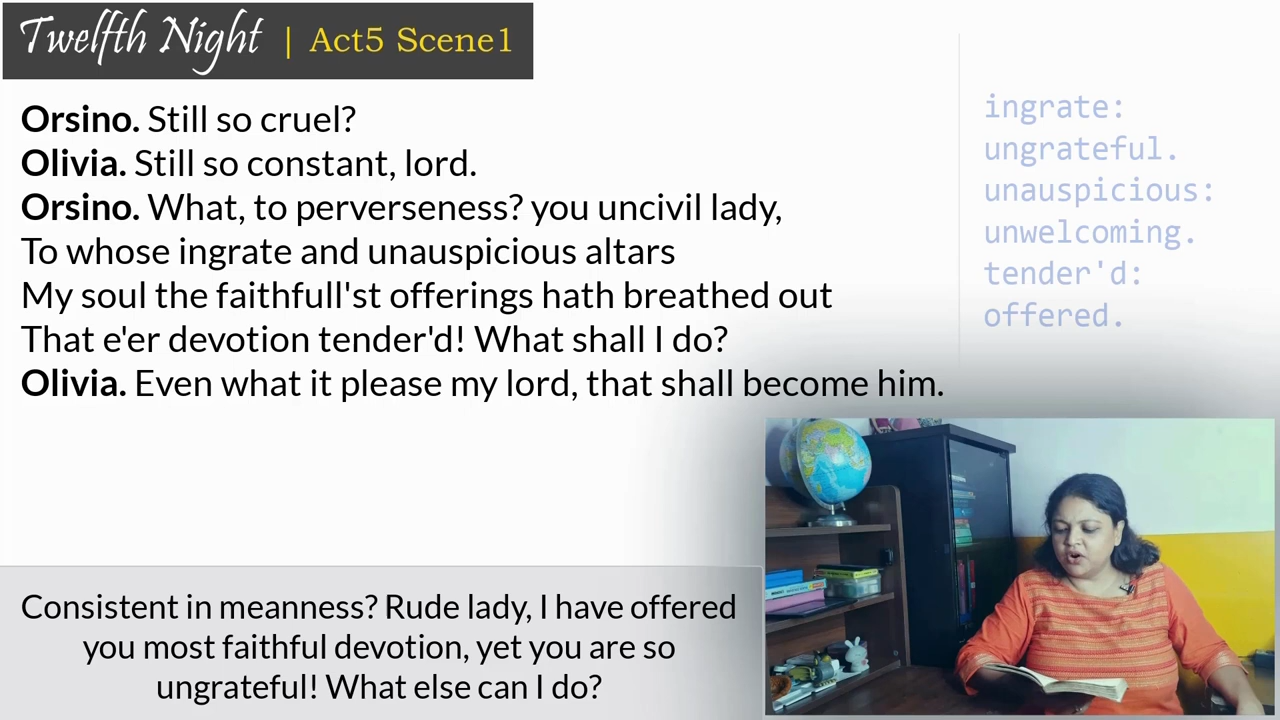 Twelfth Night | Act5 Scene1
Orsino. Still so cruel?
Olivia. Still so constant, lord.
Orsino. What, to perverseness? you uncivil lady,
To whose ingrate and unauspicious altars
My soul the faithfull'st offerings hath breathed out
That e'er devotion tender'd! What shall I do?
Olivia. Even what it please my lord, that shall become him.
ingrate:
ungrateful.
unauspicious:
unwelcoming.
tender'd:
offered.
Consistent in meanness? Rude lady, I have offered
you most faithful devotion, yet you are so
ungrateful! What else can I do?